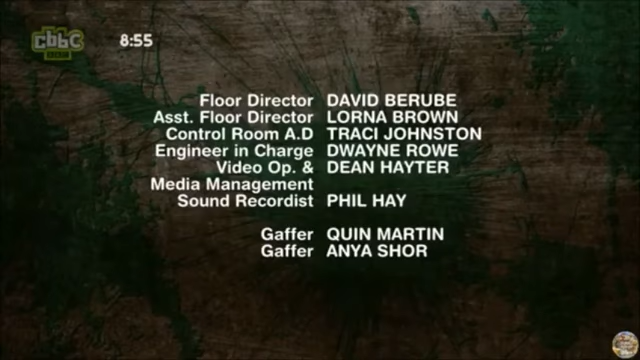 cbbc
8:55
Floor Director DAVID BERUBE
Asst. Floor Director LORNA BROWN
Control Room A.D TRACI JOHNSTON
Engineer in Charge DWAYNE ROWE
Video Op. & DEAN HAYTER
Media Management
Sound Recordist PHIL HAY
Gaffer QUIN MARTIN
Gaffer ANYA SHOR